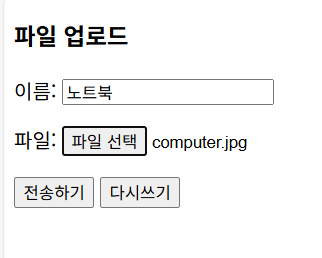 파일 업로드
이름: 노트북
파일: 파일 선택 computer.jpg
전송하기 다시쓰기